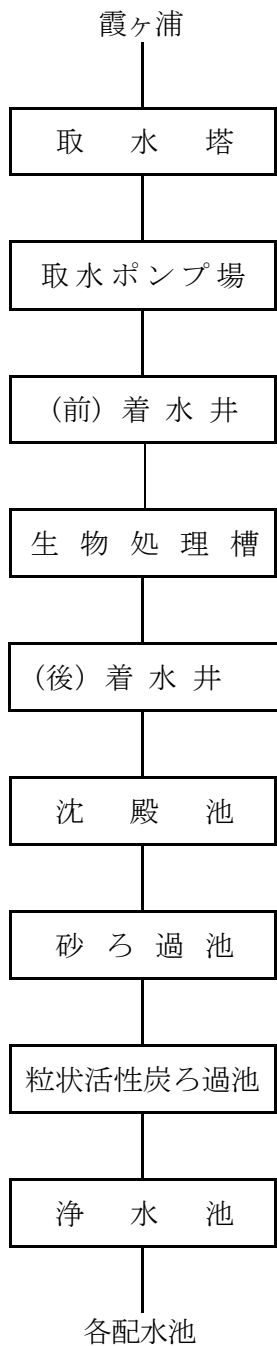 霞ヶ浦
取水塔
取水ポンプ場
(前)着水井
生物処理槽
(後)着水井
沈殿池
砂ろ過池
粒状活性炭ろ過池
浄水池
各配水池